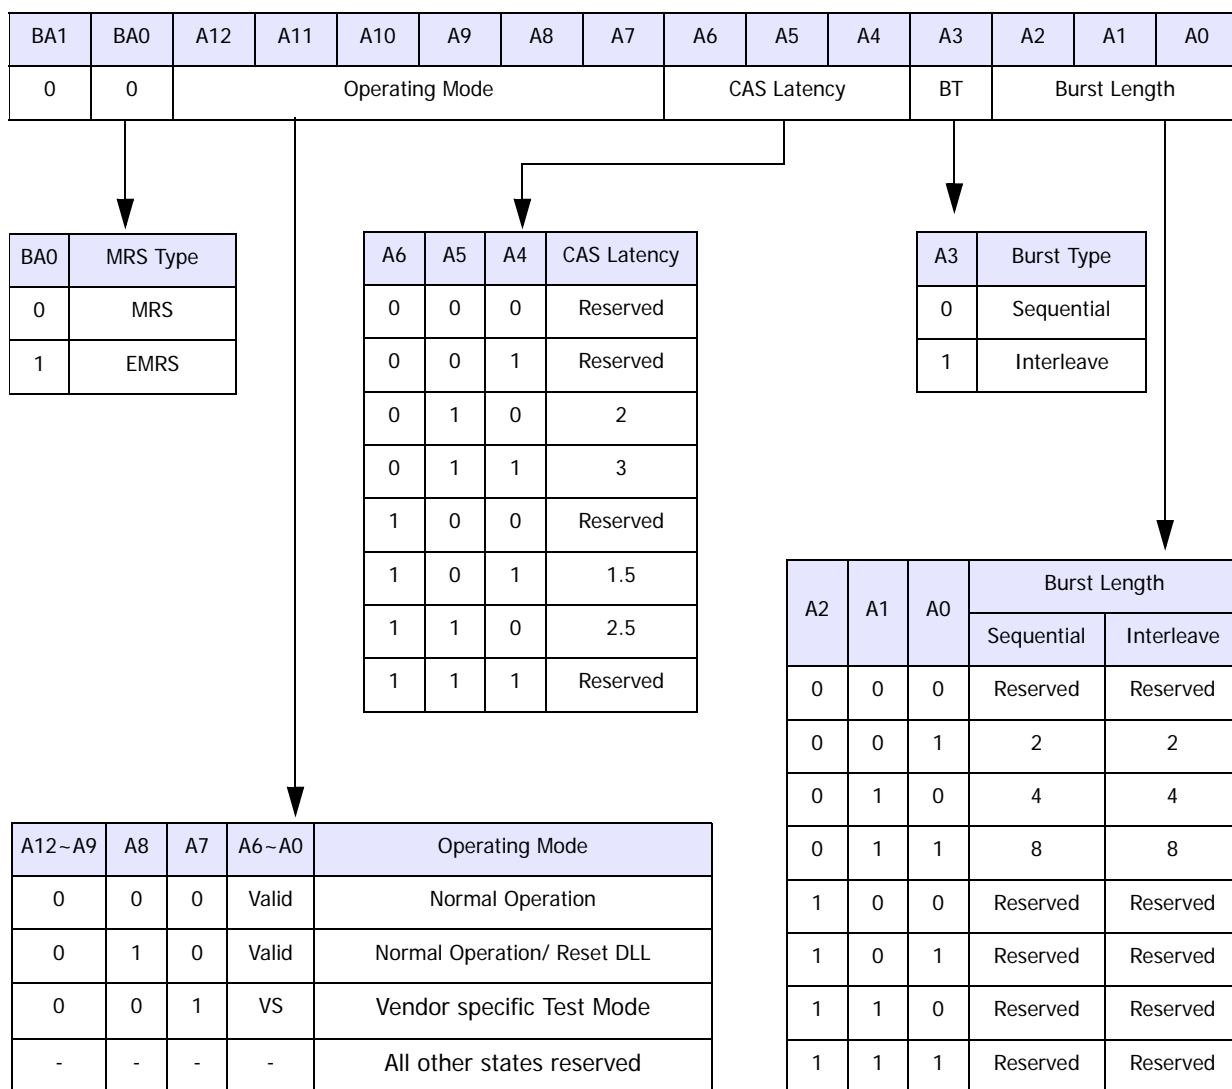 BA1 BA0 A12 A11 A10 A9 A8 A7 A6 A5 A4 A3 A2 A1 A0
0 0 Operating Mode CAS Latency BT Burst Length
BA0 MRS Type
0 MRS
1 EMRS
A6 A5 A4 CAS Latency
0 0 0 Reserved
0 0 1 Reserved
0 1 0 2
0 1 1 3
1 0 0 Reserved
1 0 1 1.5
1 1 0 2.5
1 1 1 Reserved
A3 Burst Type
0 Sequential
1 Interleave
A2 A1 A0 Burst Length
Sequential Interleave
0 0 0 Reserved Reserved
0 0 1 2 2
0 1 0 4 4
0 1 1 8 8
1 0 0 Reserved Reserved
1 0 1 Reserved Reserved
1 1 0 Reserved Reserved
1 1 1 Reserved Reserved
A12~A9 A8 A7 A6~A0 Operating Mode
0 0 0 Valid Normal Operation
0 1 0 Valid Normal Operation/ Reset DLL
0 0 1 VS Vendor specific Test Mode
- - - - All other states reserved